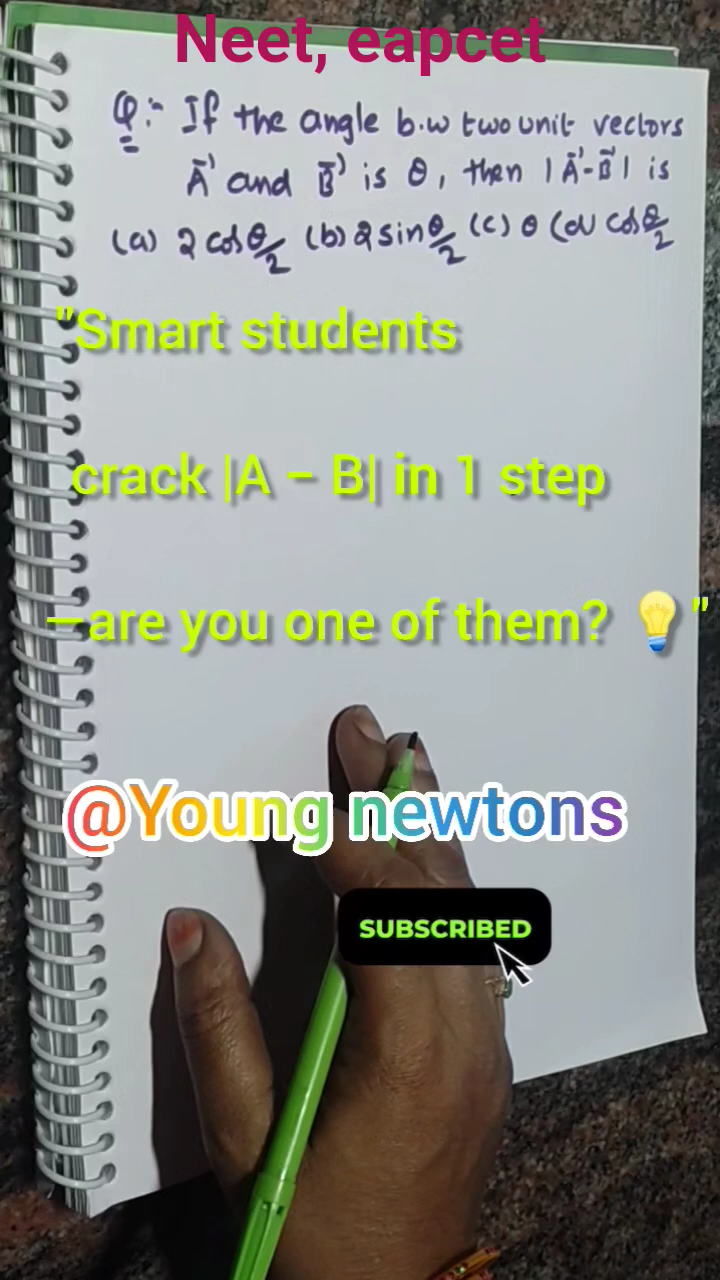 Neet, eapcet
Q:- If the angle b.w two unit vectors
A⃗ and B⃗ is θ, then |A⃗-B⃗| is
(a) 2 cos θ/2 (b) 2 sin θ/2 (c) θ (d) cos θ/2
"Smart students
crack |A − B| in 1 step
—are you one of them? 💡"
@Young newtons
SUBSCRIBED